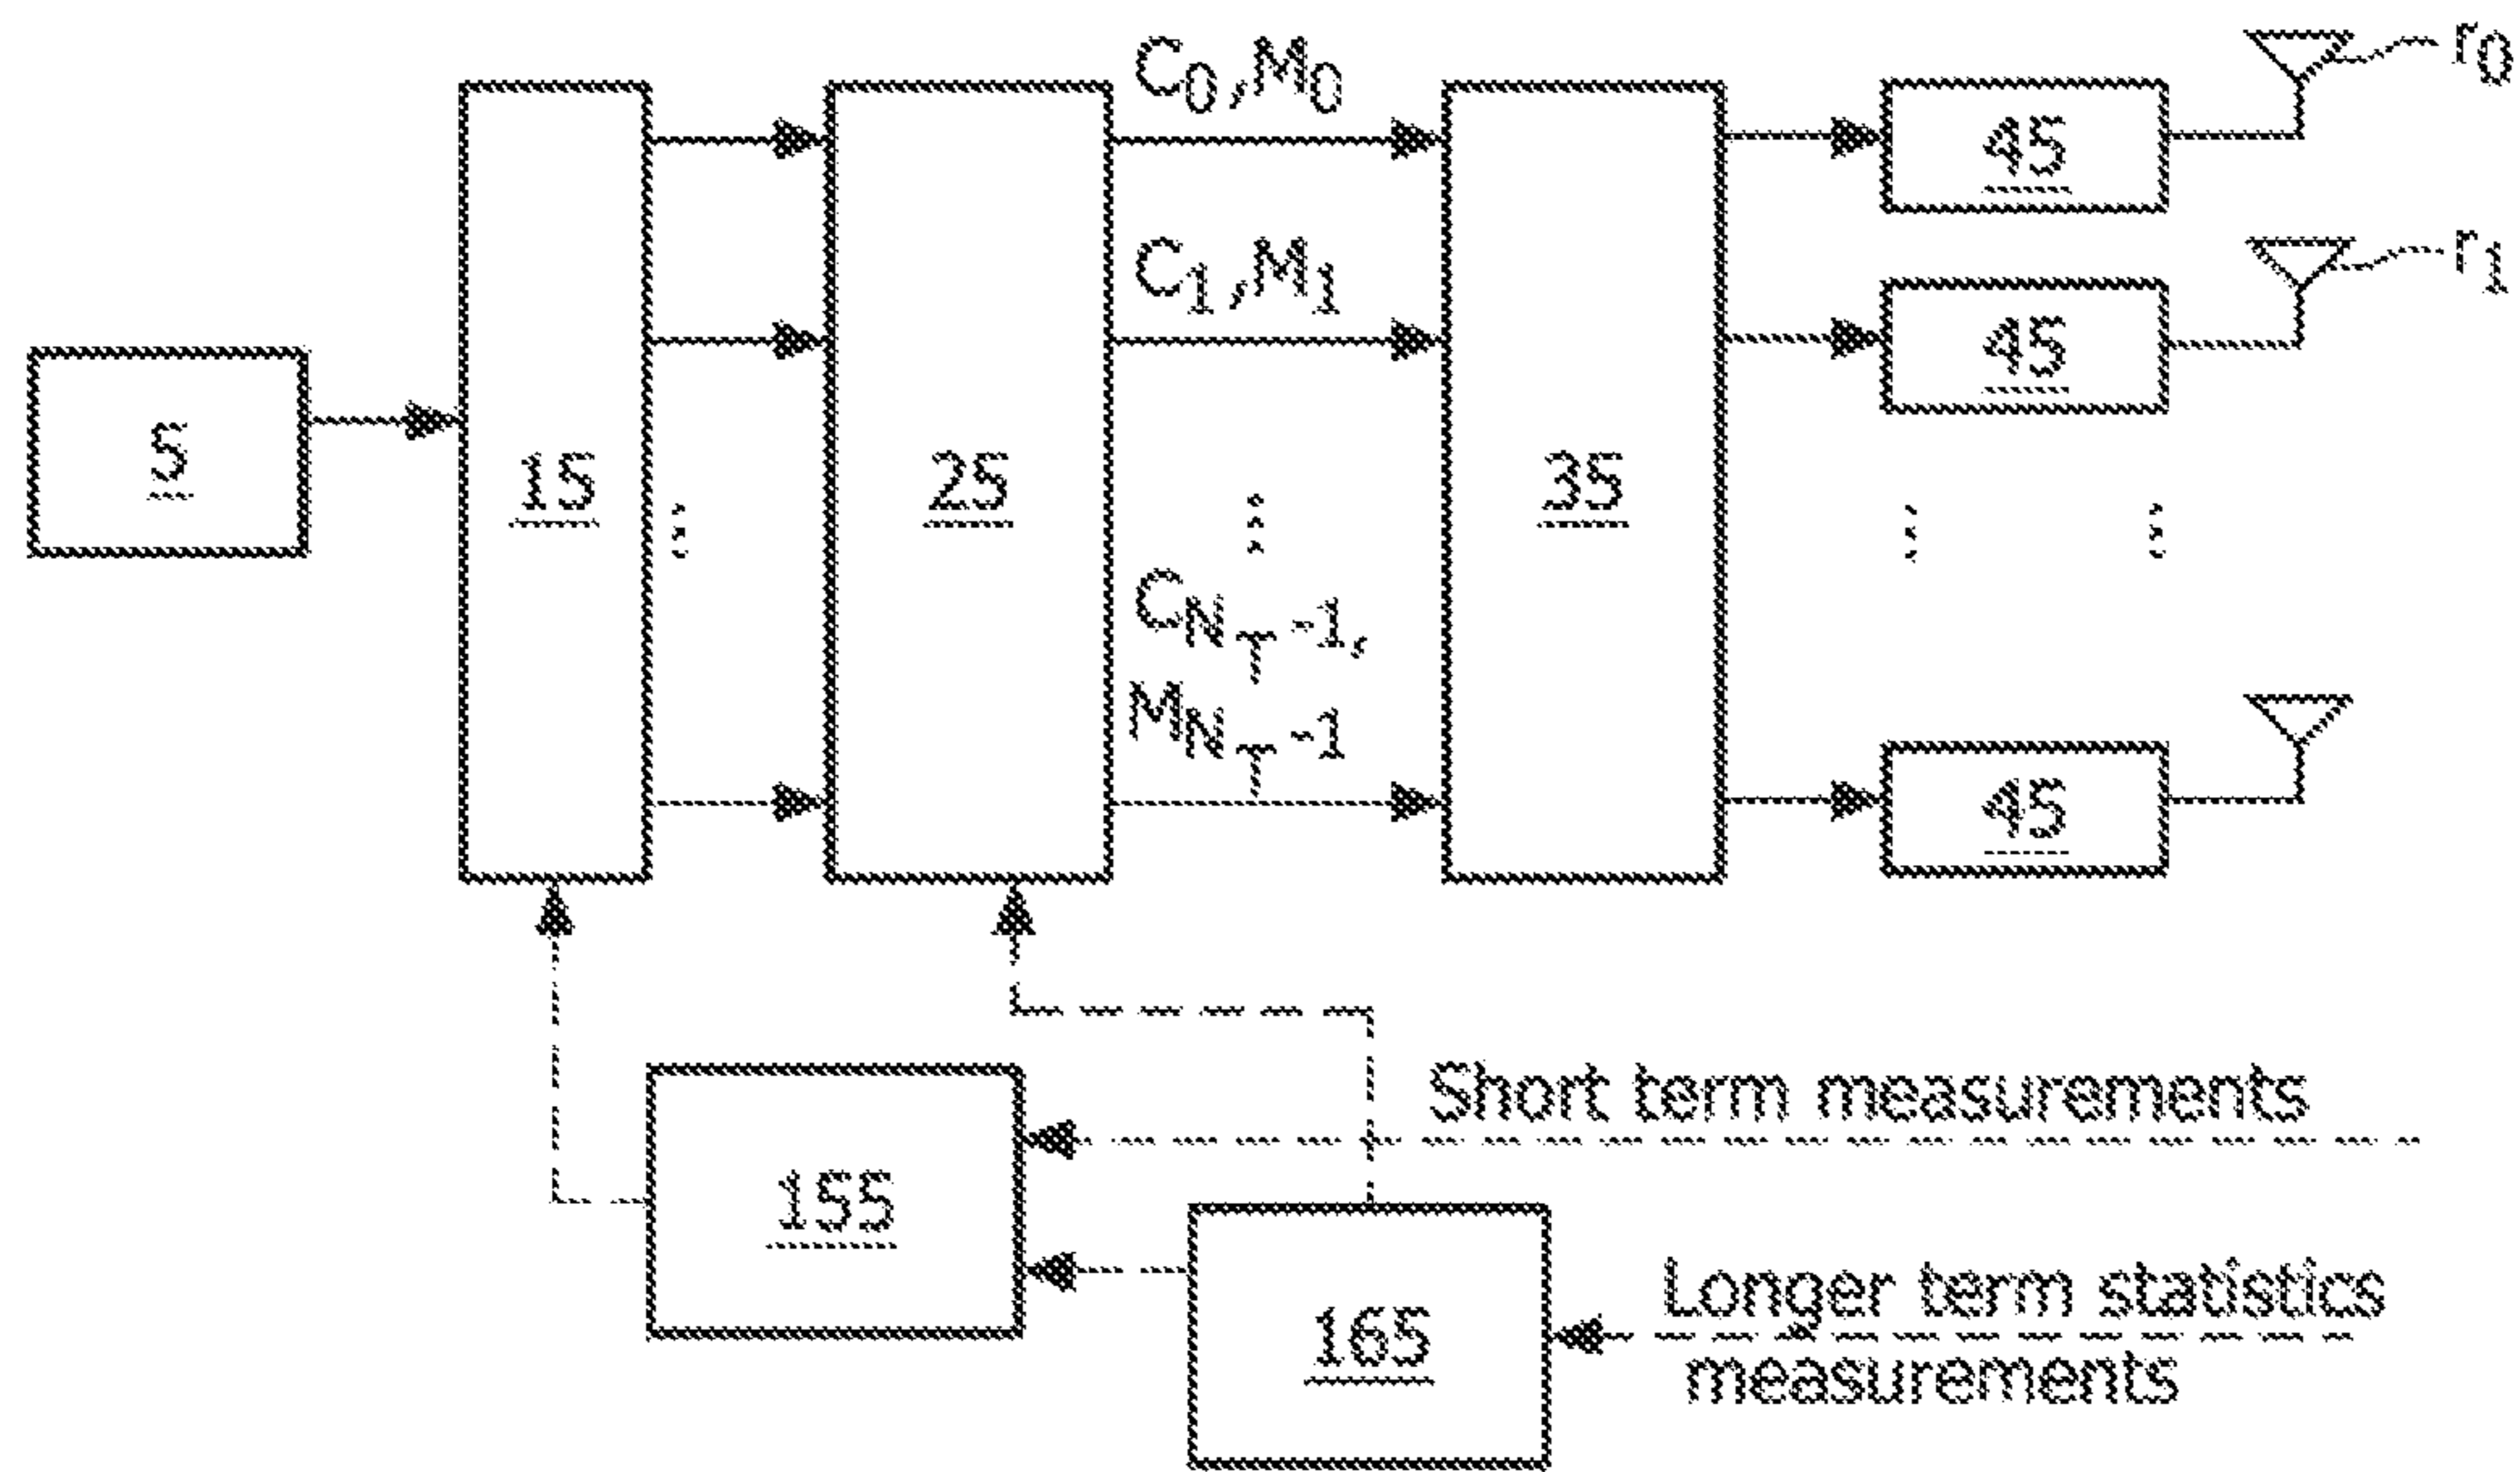 C0,M0
r0
45
C1,M1
r1
45
5
15
25
35
⋮
⋮
⋮
⋮
CNT-1,
MNT-1
45
Short term measurements
155
165
Longer term statistics
measurements